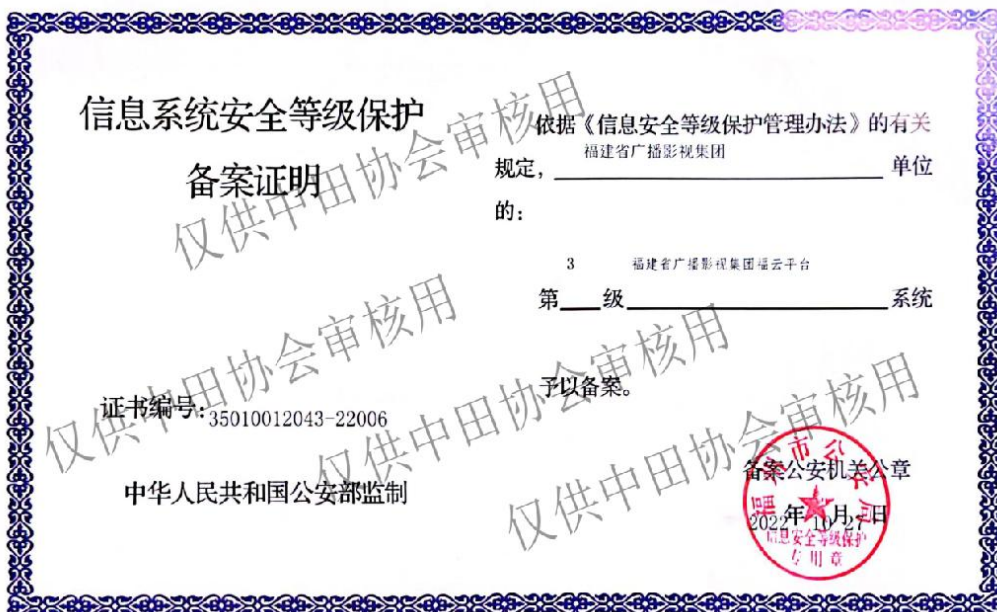 信息系统安全等级保护
备案证明
证书编号:35010012043-22006
中华人民共和国公安部监制
依据《信息安全等级保护管理办法》的有关
规定，福建省广播影视集团单位
的：
第3级福建省广播影视集团福云平台系统
予以备案。
备案公安机关公章
2022年10月27日
福州市公安局
信息安全等级保护
专用章
仅供中田协会审核用
仅供中田协会审核用
仅供中田协会审核用
仅供中田协会审核用